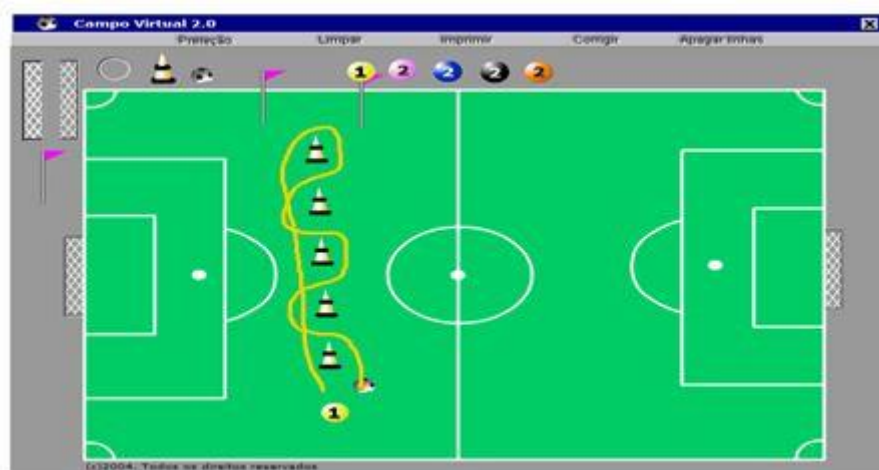 Campo Virtual 2.0
Preleção Limpar Imprimir Corrigir Apagar linhas
1 2 2 2 2
1
(c)2004. Todos os direitos reservados